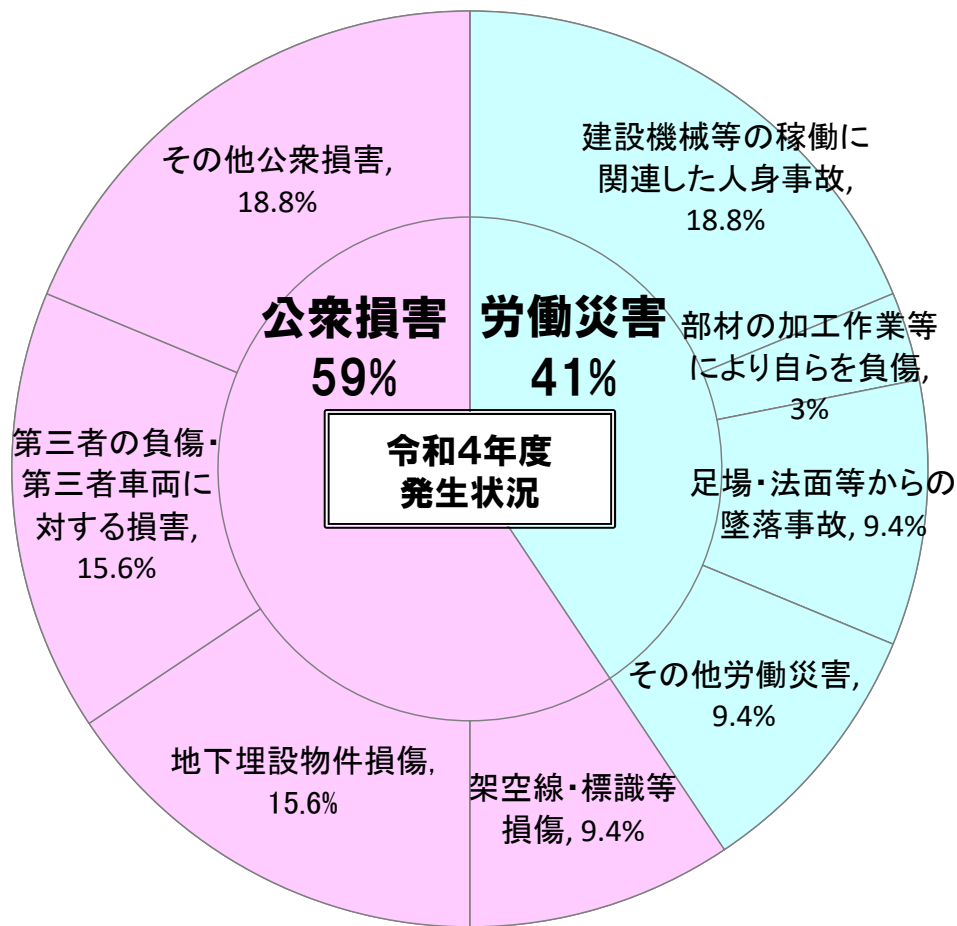 建設機械等の稼働に
関連した人身事故,
18.8%
部材の加工作業等
により自らを負傷,
3%
足場・法面等からの
墜落事故, 9.4%
その他労働災害,
9.4%
架空線・標識等
損傷, 9.4%
地下埋設物件損傷,
15.6%
第三者の負傷・
第三者車両に
対する損害,
15.6%
その他公衆損害,
18.8%
公衆損害
59%
労働災害
41%
令和4年度
発生状況